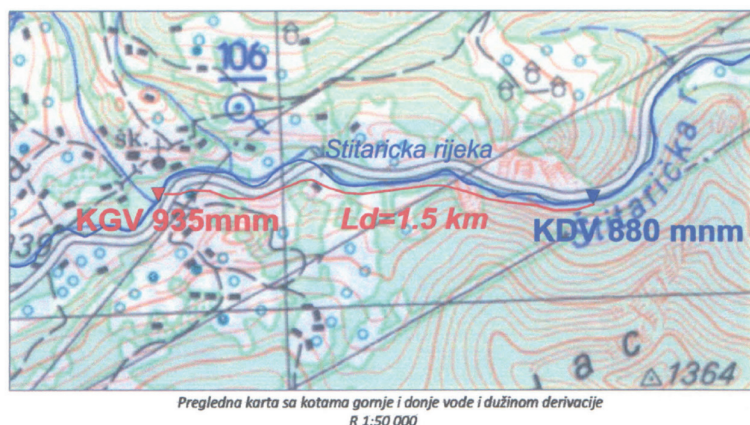 106
šk.
Stitaricka rijeka
KGV 935mnm
Ld=1.5 km
KDV 880 mnm
Štitarička r.
l a c
1364
Pregledna karta sa kotama gornje i donje vode i dužinom derivacije
R 1:50 000